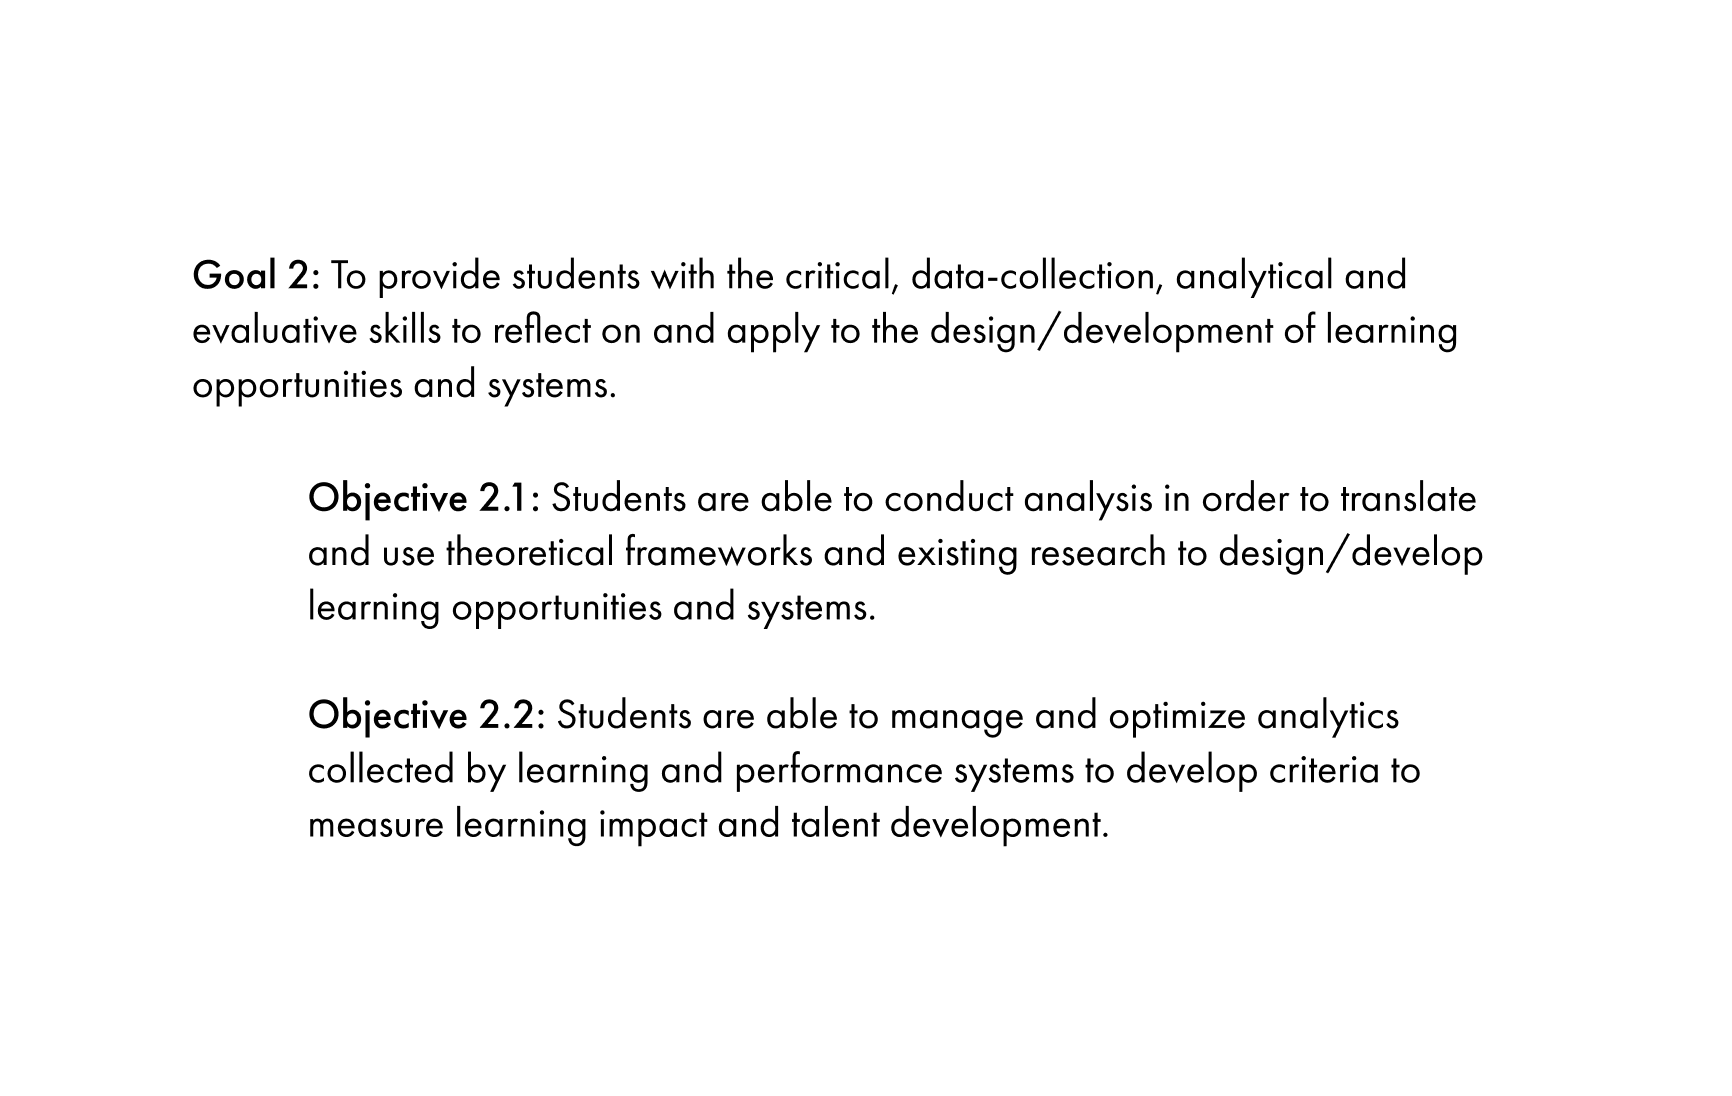 Goal 2: To provide students with the critical, data-collection, analytical and
evaluative skills to reflect on and apply to the design/development of learning
opportunities and systems.
Objective 2.1: Students are able to conduct analysis in order to translate
and use theoretical frameworks and existing research to design/develop
learning opportunities and systems.
Objective 2.2: Students are able to manage and optimize analytics
collected by learning and performance systems to develop criteria to
measure learning impact and talent development.